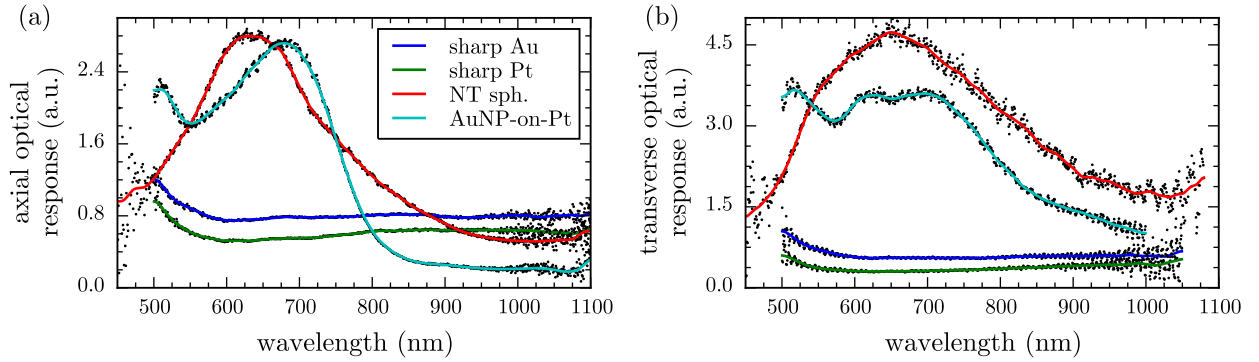 (a)
axial optical
response (a.u.)
2.4
1.6
0.8
0.0
500 600 700 800 900 1000 1100
wavelength (nm)
sharp Au
sharp Pt
NT sph.
AuNP-on-Pt
(b)
transverse optical
response (a.u.)
4.5
3.0
1.5
0.0
500 600 700 800 900 1000 1100
wavelength (nm)